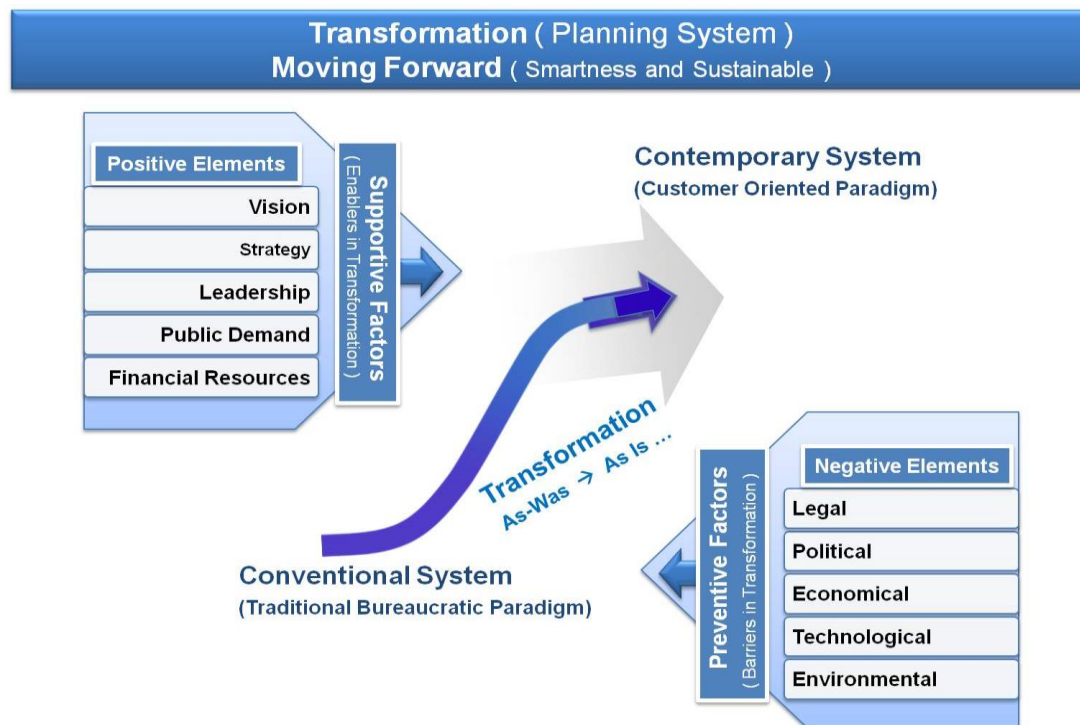 Transformation ( Planning System )
Moving Forward ( Smartness and Sustainable )
Positive Elements
Vision
Strategy
Leadership
Public Demand
Financial Resources
Supportive Factors
( Enablers in Transformation )
Contemporary System
(Customer Oriented Paradigm)
Transformation
As-Was → As Is ...
Conventional System
(Traditional Bureaucratic Paradigm)
Preventive Factors
( Barriers in Transformation )
Negative Elements
Legal
Political
Economical
Technological
Environmental